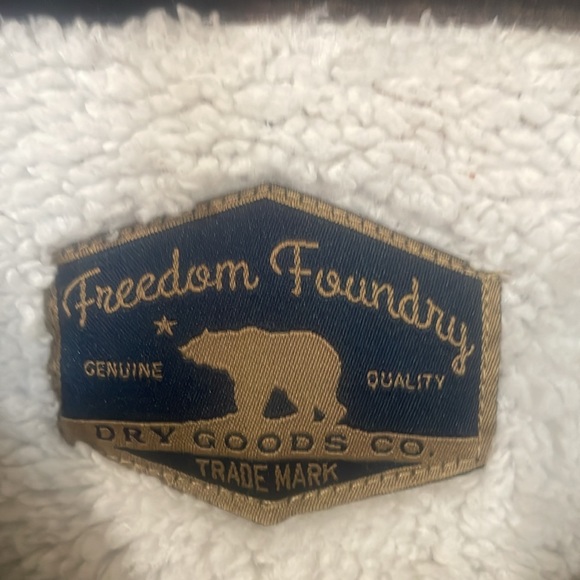 Freedom Foundry
GENUINE QUALITY
DRY GOODS CO.
TRADE MARK